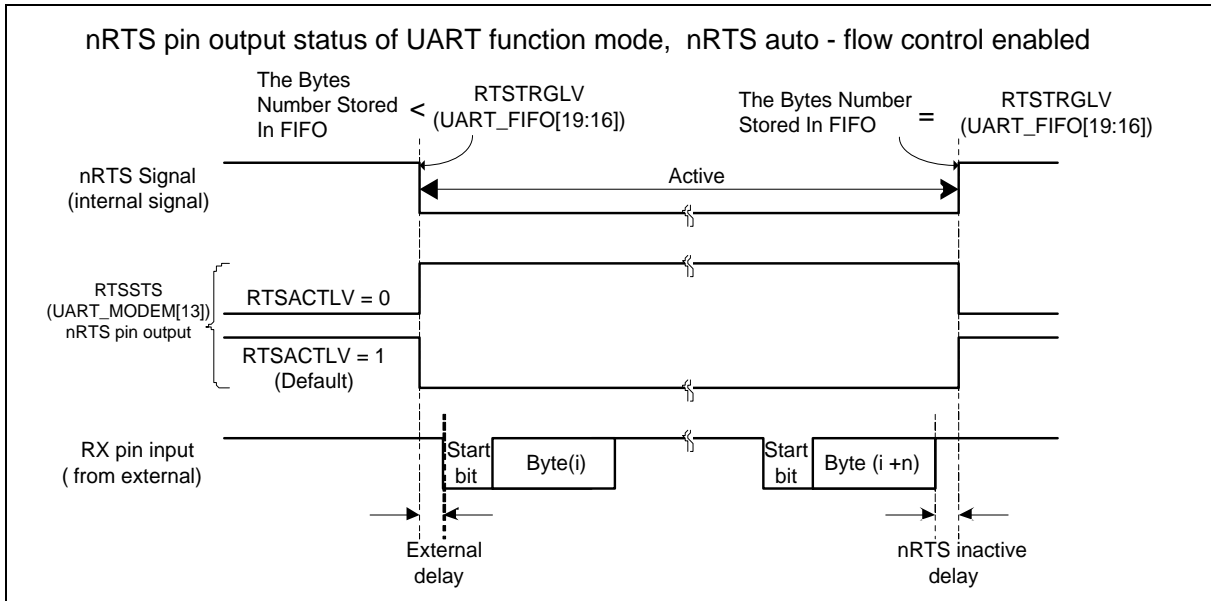 nRTS pin output status of UART function mode, nRTS auto - flow control enabled
The Bytes
Number Stored
In FIFO
<
RTSTRGLV
(UART_FIFO[19:16])
The Bytes Number
Stored In FIFO
=
RTSTRGLV
(UART_FIFO[19:16])
nRTS Signal
(internal signal)
Active
RTSSTS
(UART_MODEM[13])
nRTS pin output
RTSACTLV = 0
RTSACTLV = 1
(Default)
RX pin input
( from external)
Start
bit
Byte(i)
Start
bit
Byte (i +n)
External
delay
nRTS inactive
delay